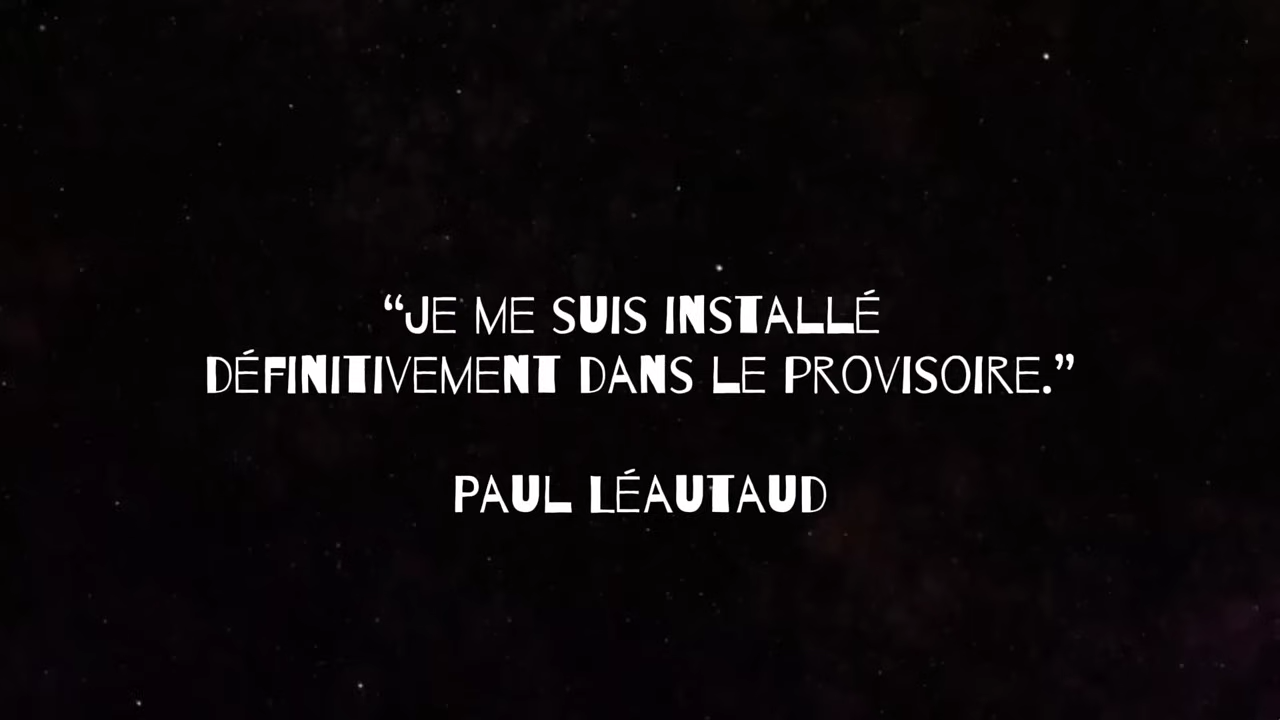 “JE ME SUIS INSTALLÉ
DÉFINITIVEMENT DANS LE PROVISOIRE.”
PAUL LÉAUTAUD